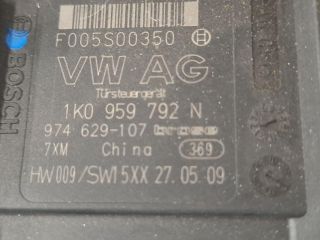 F005S00350
BOSCH
VW AG
Türsteuergerät
1K0 959 792 N
974 629-107
7XM China 369
HW009/SW15XX 27.05.09